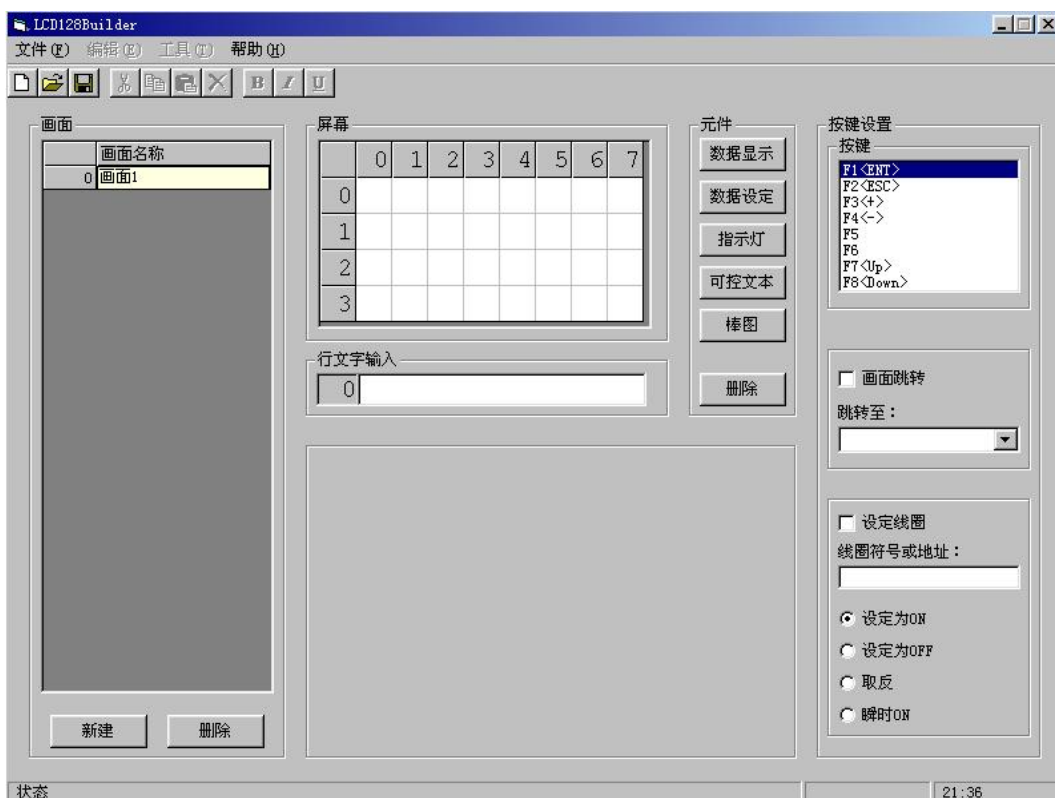 LCD128Builder
文件(F) 编辑(E) 工具(T) 帮助(H)
B I U
画面
画面名称
0 画面1
新建 删除
屏幕
0 1 2 3 4 5 6 7
0
1
2
3
行文字输入
0
元件
数据显示
数据设定
指示灯
可控文本
棒图
删除
按键设置
按键
F1<ENT>
F2<ESC>
F3<+>
F4<->
F5
F6
F7<Up>
F8<Down>
画面跳转
跳转至：
设定线圈
线圈符号或地址：
设定为ON
设定为OFF
取反
瞬时ON
状态
21:36